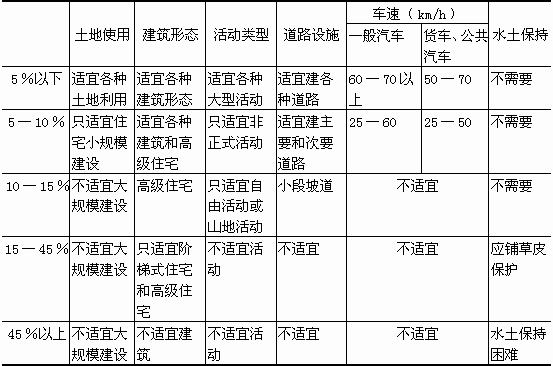 土地使用 建筑形态 活动类型 道路设施 车速（km/h） 水土保持
一般汽车 货车、公共
汽车
5％以下 适宜各种 适宜各种 适宜各种 适宜建各 60－70以 50－70 不需要
土地利用 建筑形态 大型活动 种道路 上
5－10％ 只适宜住 适宜各种 只适宜非 适宜建主 25－60 25－50 不需要
宅小规模 建筑和高 正式活动 要和次要
建设 级住宅 道路
10－15％ 不适宜大 高级住宅 只适宜自 小段坡道 不适宜 不需要
规模建设 由活动或
山地活动
15－45％ 不适宜大 只适宜阶 不适宜活 不适宜 不适宜 应铺草皮
规模建设 梯式住宅 动 保护
和高级住
宅
45％以上 不适宜大 不适宜建 不适宜活 不适宜 不适宜 水土保持
规模建设 筑 动 困难